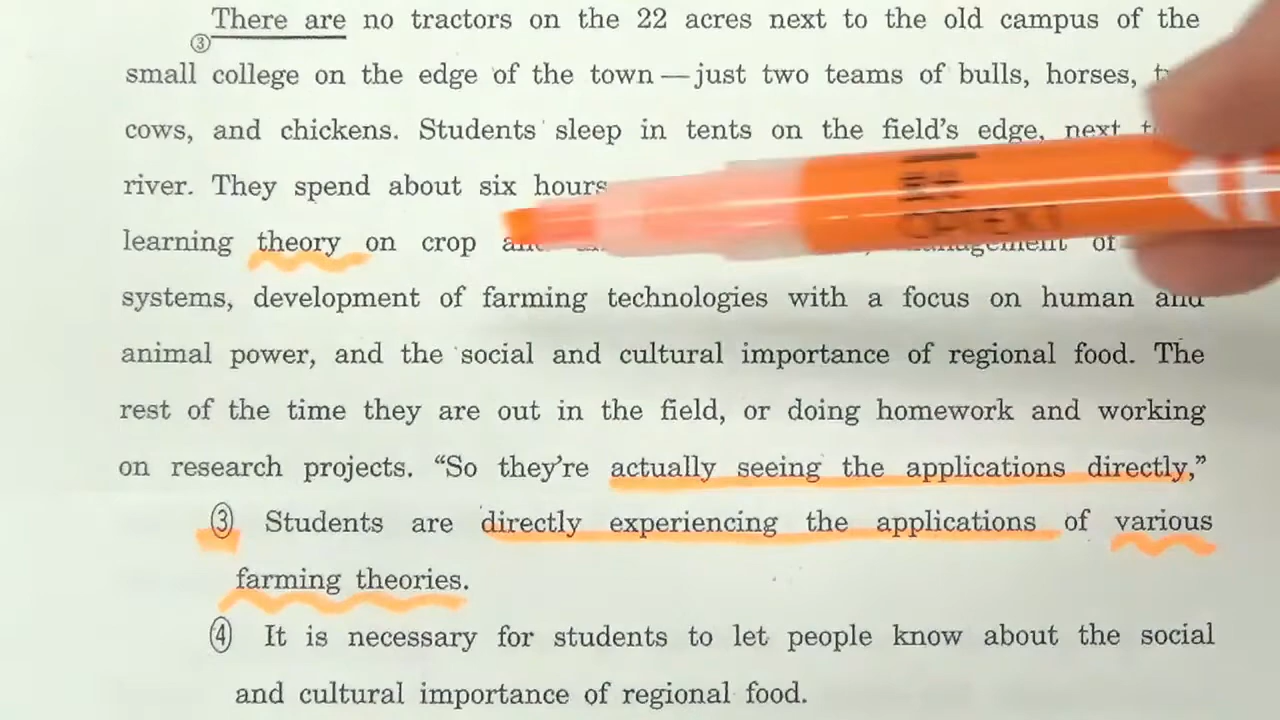 There are no tractors on the 22 acres next to the old campus of the
③
small college on the edge of the town—just two teams of bulls, horses,
cows, and chickens. Students sleep in tents on the field's edge, next
river. They spend about six hours
learning theory on crop and management of
systems, development of farming technologies with a focus on human and
animal power, and the social and cultural importance of regional food. The
rest of the time they are out in the field, or doing homework and working
on research projects. “So they're actually seeing the applications directly,”
③ Students are directly experiencing the applications of various
farming theories.
④ It is necessary for students to let people know about the social
and cultural importance of regional food.